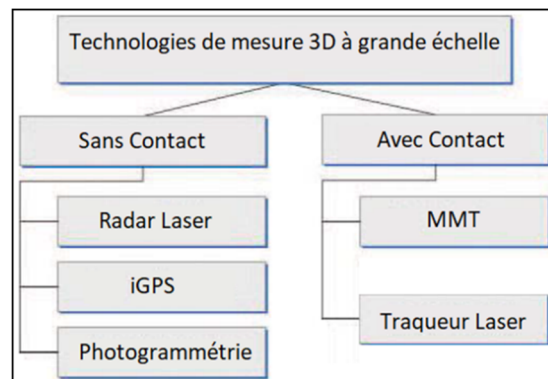 Technologies de mesure 3D à grande échelle
Sans Contact
Avec Contact
Radar Laser
MMT
iGPS
Traqueur Laser
Photogrammétrie